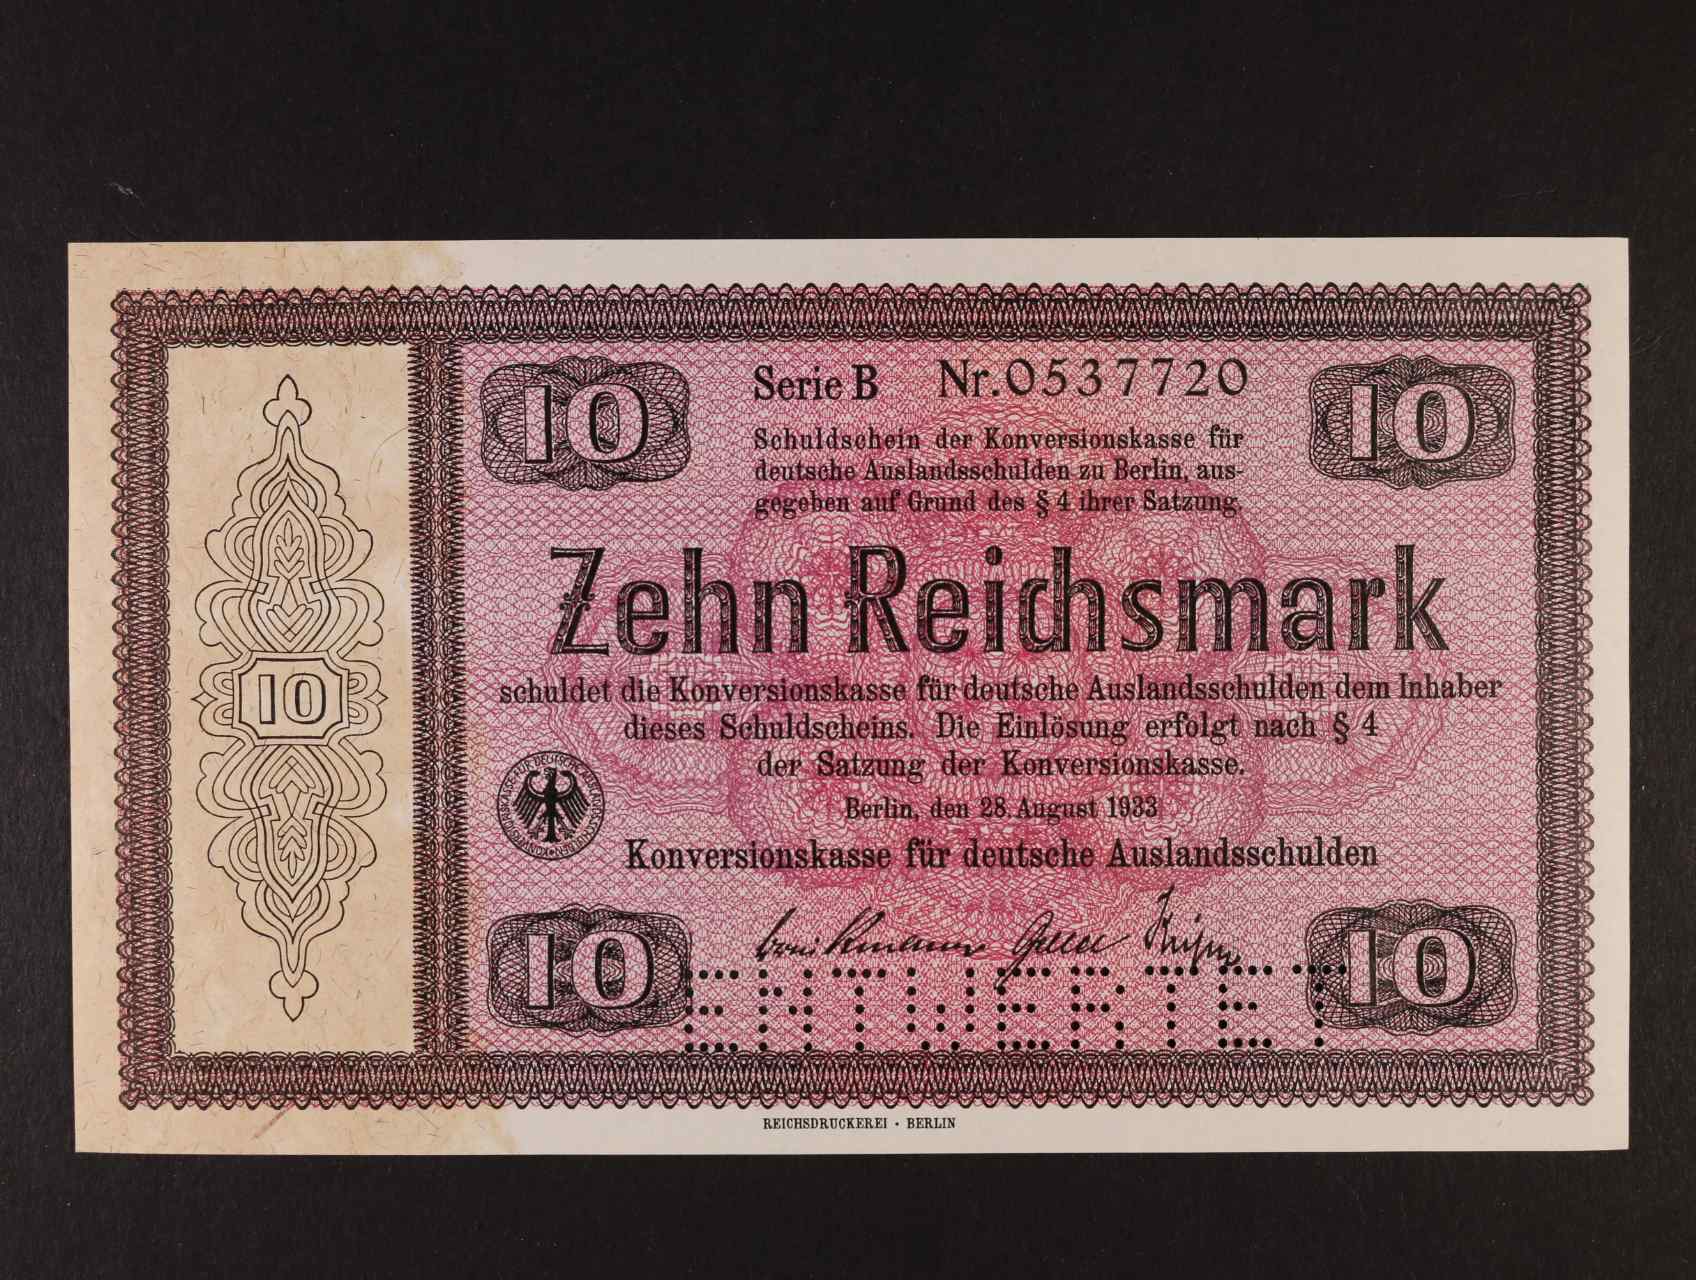 10
Serie B Nr.0537720
10
Schuldschein der Konversionskasse für
deutsche Auslandsschulden zu Berlin, aus-
gegeben auf Grund des § 4 ihrer Satzung.
Zehn Reichsmark
10
schuldet die Konversionskasse für deutsche Auslandsschulden dem Inhaber
dieses Schuldscheins. Die Einlösung erfolgt nach § 4
der Satzung der Konversionskasse.
Berlin, den 28. August 1933
Konversionskasse für deutsche Auslandsschulden
10
10
ENTWERTET
REICHSDRUCKEREI • BERLIN